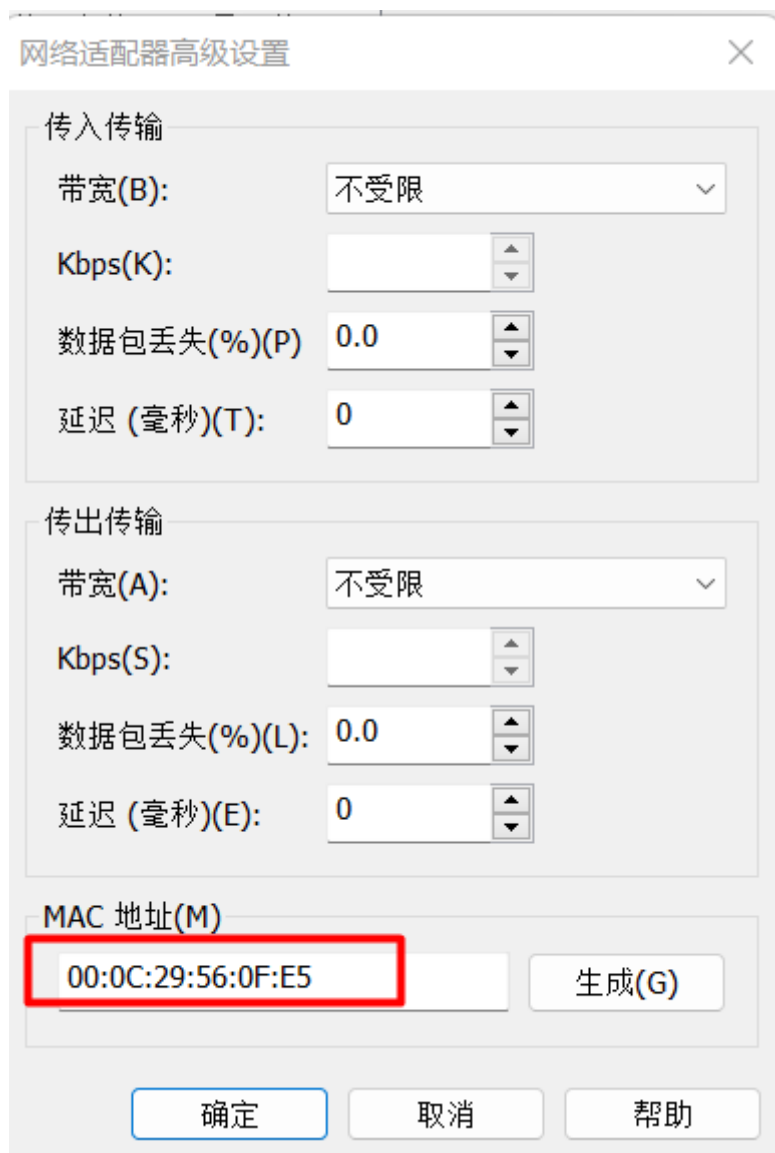 网络适配器高级设置
传入传输
带宽(B): 不受限
Kbps(K):
数据包丢失(%)(P) 0.0
延迟 (毫秒)(T): 0
传出传输
带宽(A): 不受限
Kbps(S):
数据包丢失(%)(L): 0.0
延迟 (毫秒)(E): 0
MAC 地址(M)
00:0C:29:56:0F:E5 生成(G)
确定 取消 帮助